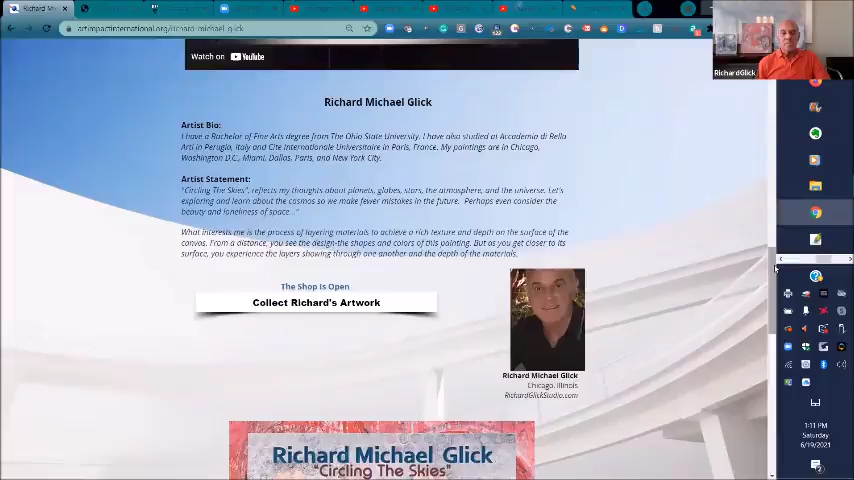 Richard Mi
artimpactinternational.org/richard-michael-glick
RichardGlick
Watch on YouTube
Richard Michael Glick
Artist Bio:
I have a Bachelor of Fine Arts degree from The Ohio State University. I have also studied at Accademia di Bella
Arti in Perugia, Italy and Cite Internationale Universitaire in Paris, France. My paintings are in Chicago,
Washington D.C., Miami, Dallas, Paris, and New York City.
Artist Statement:
"Circling The Skies", reflects my thoughts about planets, globes, stars, the atmosphere, and the universe. Let's
exploring and learn about the cosmos so we make fewer mistakes in the future. Perhaps even consider the
beauty and loneliness of space..."
What interests me is the process of layering materials to achieve a rich texture and depth on the surface of the
canvas. From a distance, you see the design-the shapes and colors of this painting. But as you get closer to its
surface, you experience the layers showing through one another and the depth of the materials.
The Shop Is Open
Collect Richard's Artwork
Richard Michael Glick
Chicago, Illinois
RichardGlickStudio.com
Richard Michael Glick
"Circling The Skies"
1:11 PM
Saturday
6/19/2021